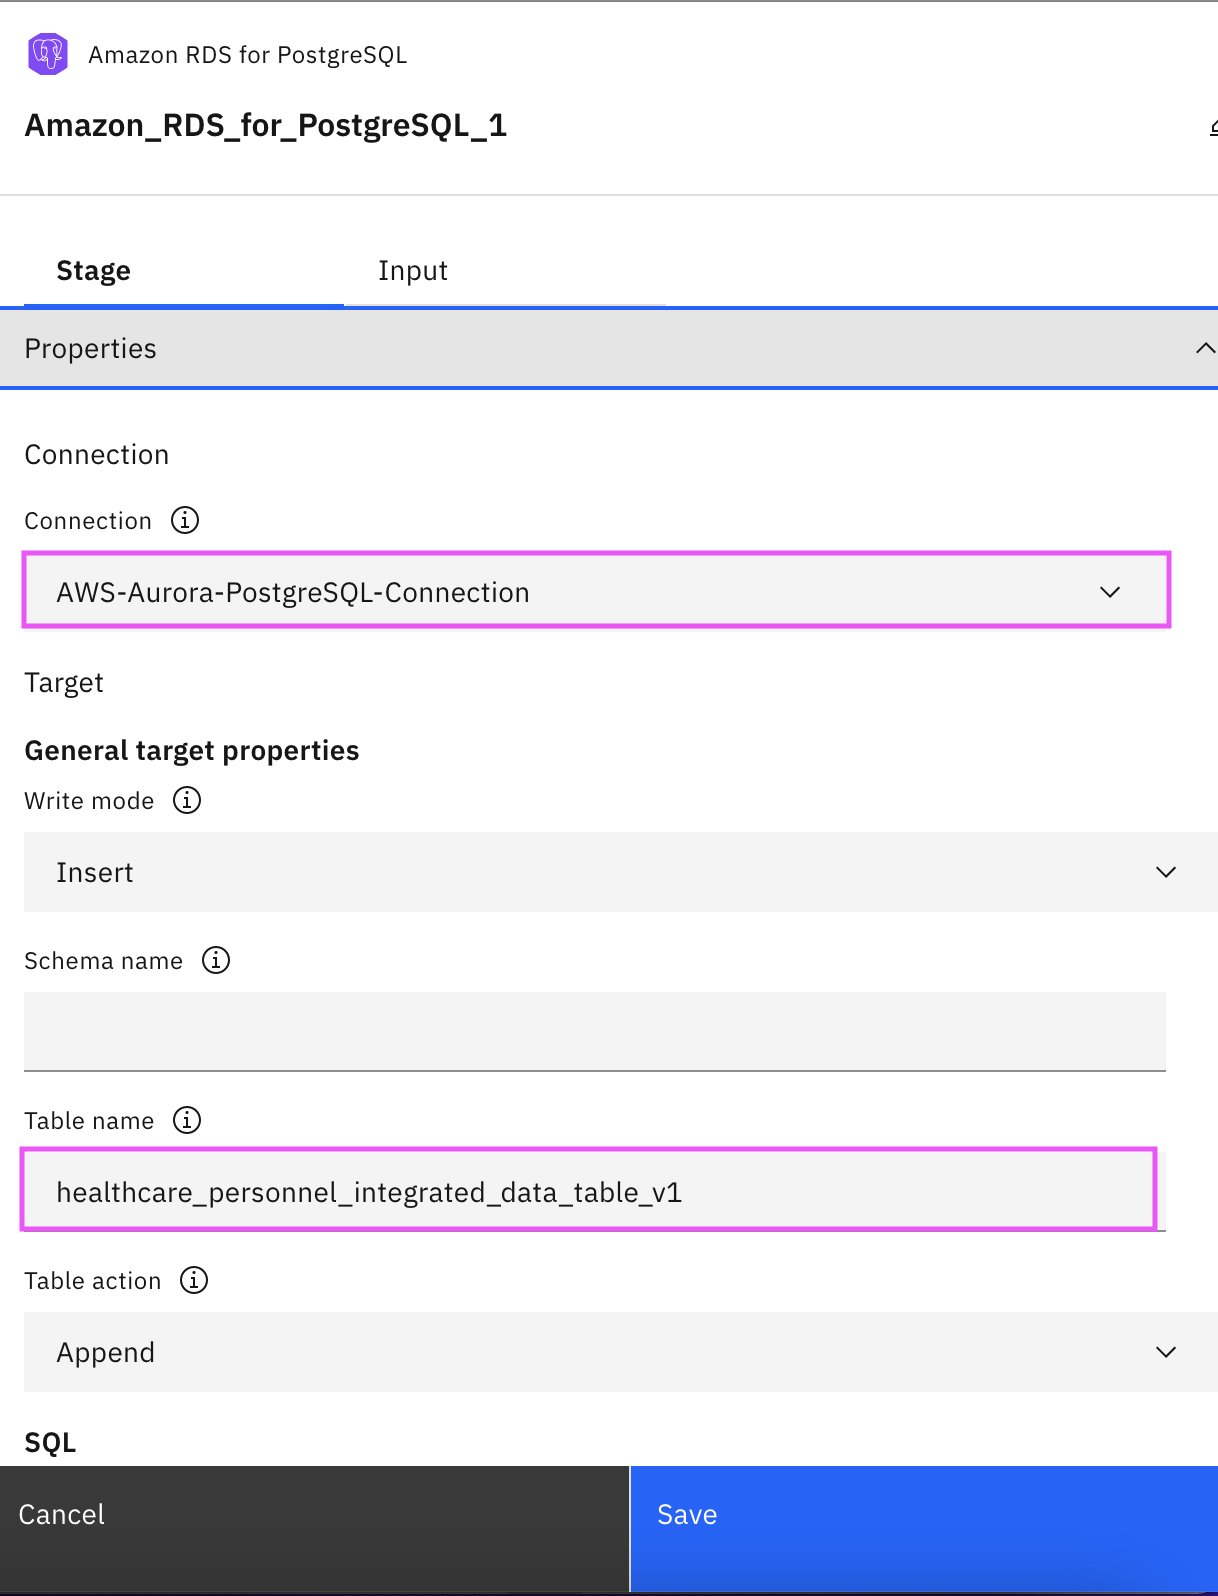 Amazon RDS for PostgreSQL
Amazon_RDS_for_PostgreSQL_1
Stage Input
Properties
Connection
Connection
AWS-Aurora-PostgreSQL-Connection
Target
General target properties
Write mode
Insert
Schema name
Table name
healthcare_personnel_integrated_data_table_v1
Table action
Append
SQL
Cancel Save